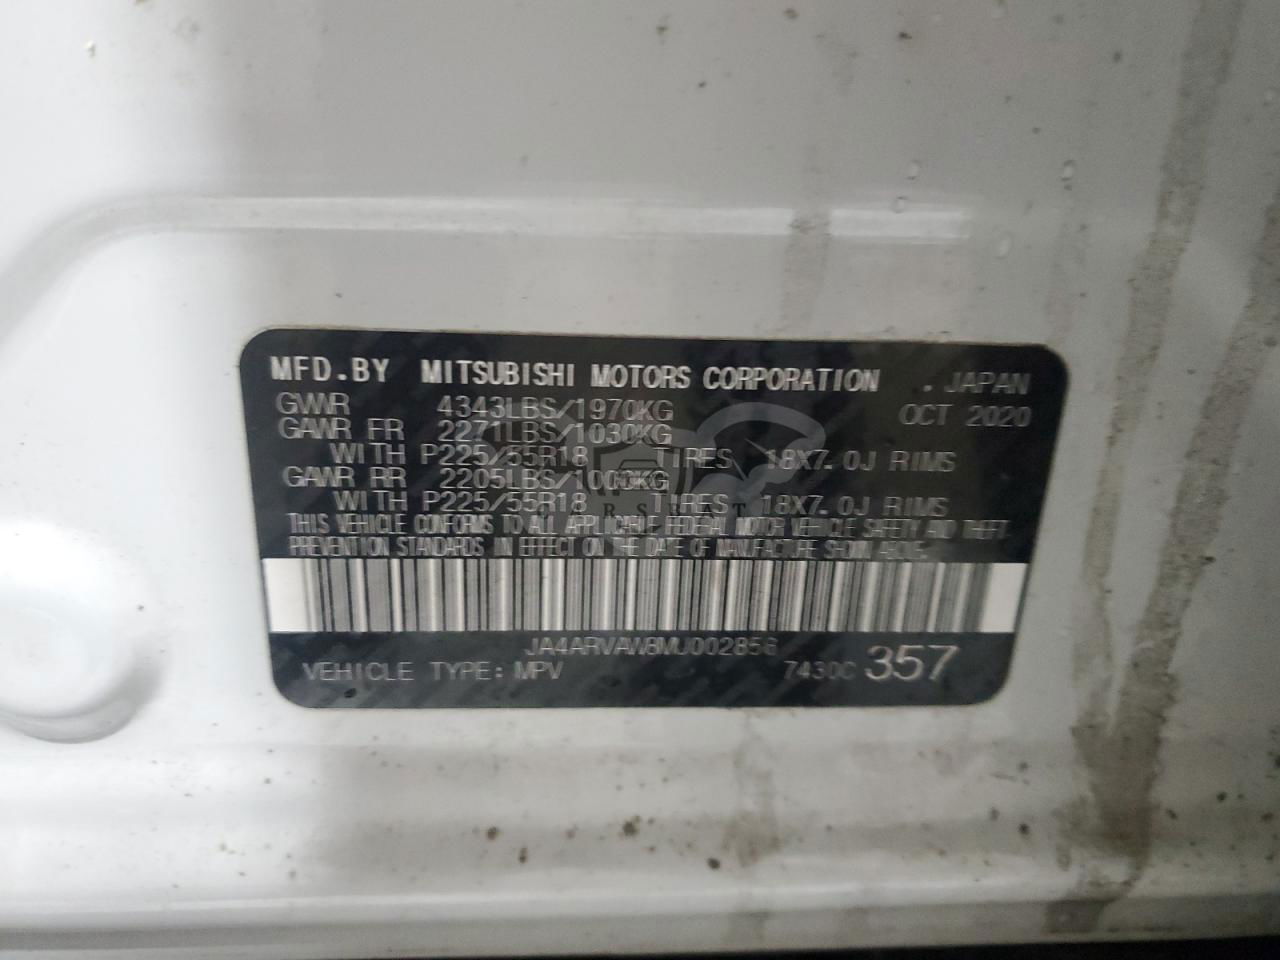 MFD.BY MITSUBISHI MOTORS CORPORATION . JAPAN
GVWR 4343LBS/1970KG OCT 2020
GAWR FR 2271LBS/1030KG
WITH P225/55R18 TIRES 18X7.0J RIMS
GAWR RR 2205LBS/1000KG
WITH P225/55R18 TIRES 18X7.0J RIMS
THIS VEHICLE CONFORMS TO ALL APPLICABLE FEDERAL MOTOR VEHICLE SAFETY AND THEFT
PREVENTION STANDARDS IN EFFECT ON THE DATE OF MANUFACTURE SHOWN ABOVE.
JA4ARVAW8MJ002856
VEHICLE TYPE: MPV 7430C 357